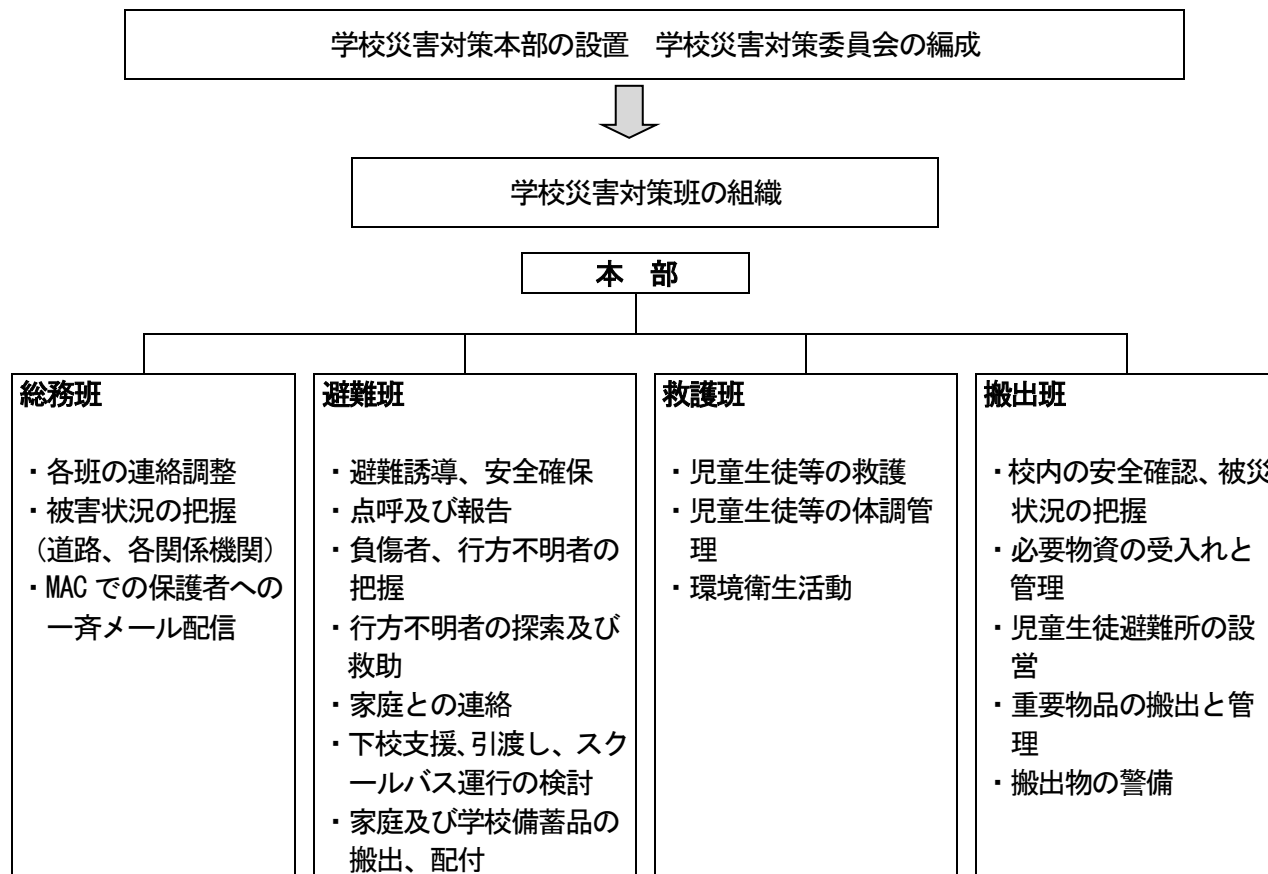 学校災害対策本部の設置　学校災害対策委員会の編成
学校災害対策班の組織
本　部
総務班
・各班の連絡調整
・被害状況の把握
（道路、各関係機関）
・MAC での保護者への
一斉メール配信
避難班
・避難誘導、安全確保
・点呼及び報告
・負傷者、行方不明者の
把握
・行方不明者の探索及び
救助
・家庭との連絡
・下校支援、引渡し、スク
ールバス運行の検討
・家庭及び学校備蓄品の
搬出、配付
救護班
・児童生徒等の救護
・児童生徒等の体調管
理
・環境衛生活動
搬出班
・校内の安全確認、被災
状況の把握
・必要物資の受入れと
管理
・児童生徒避難所の設
営
・重要物品の搬出と管
理
・搬出物の警備